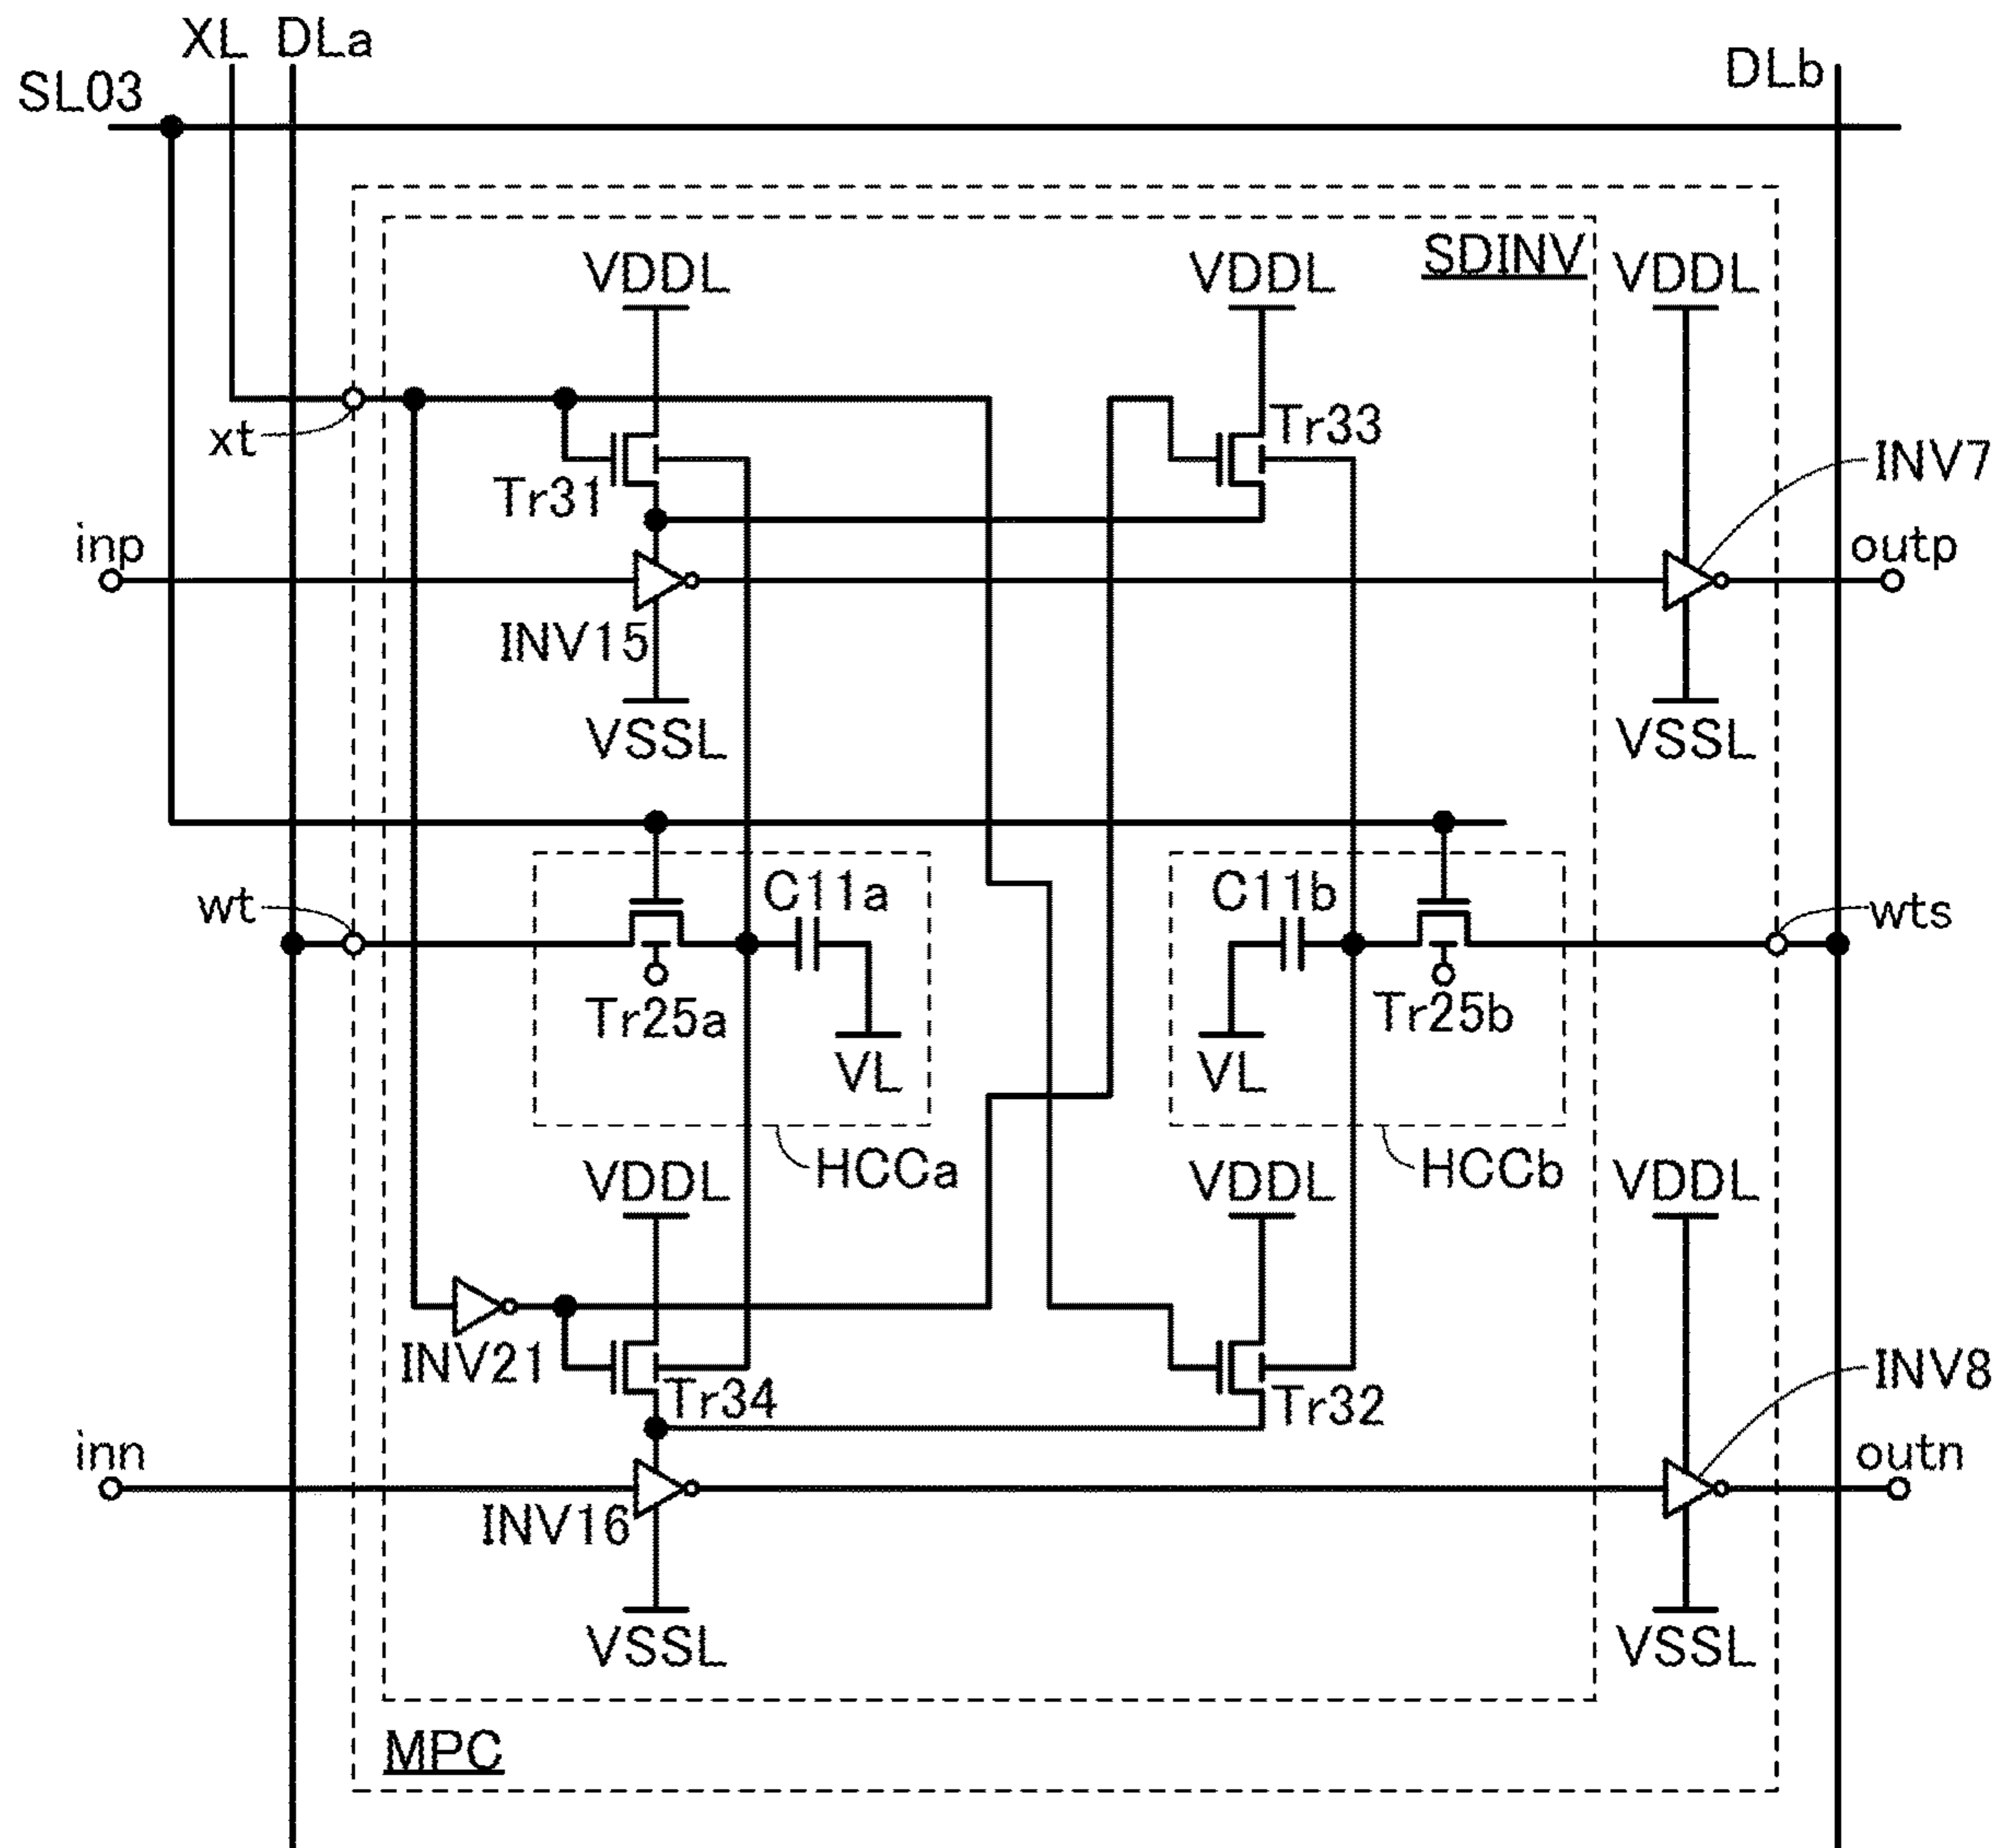 XL DLa
DLb
SL03
SDINV
VDDL
VDDL
VDDL
xt
Tr31
Tr33
INV7
inp
outp
INV15
VSSL
VSSL
wt
C11a
C11b
wts
Tr25a
Tr25b
VL
VL
HCCa
HCCb
VDDL
VDDL
VDDL
INV21
Tr34
Tr32
INV8
inn
outn
INV16
VSSL
VSSL
MPC